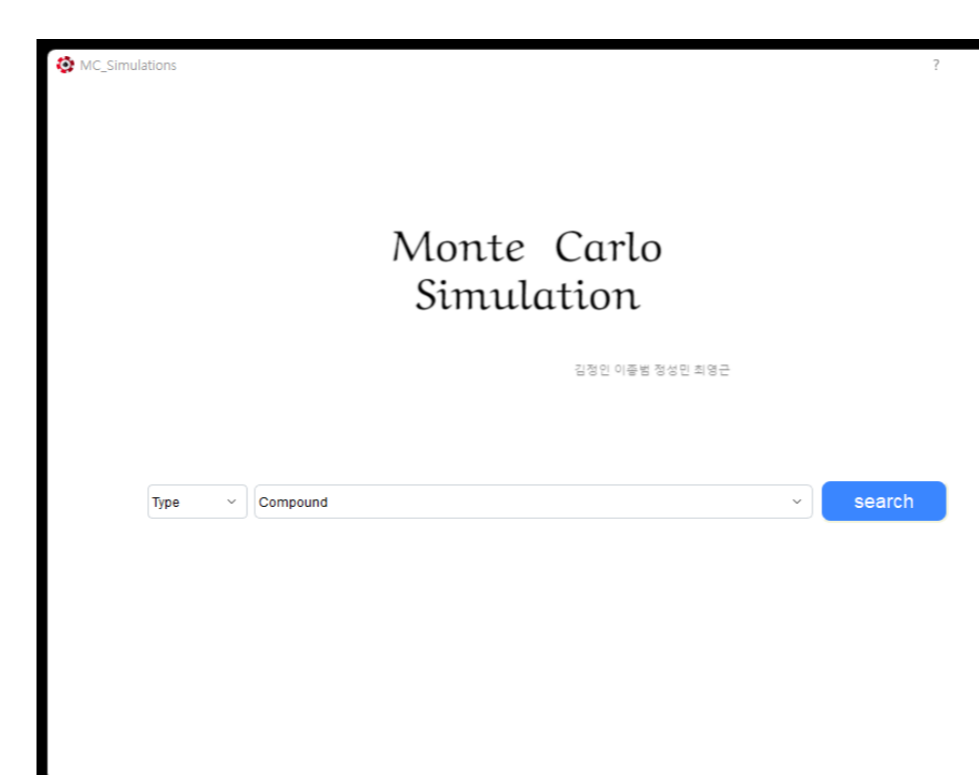 MC_Simulations ?
Monte Carlo
Simulation
김정인 이종범 정성민 최영근
Type Compound search